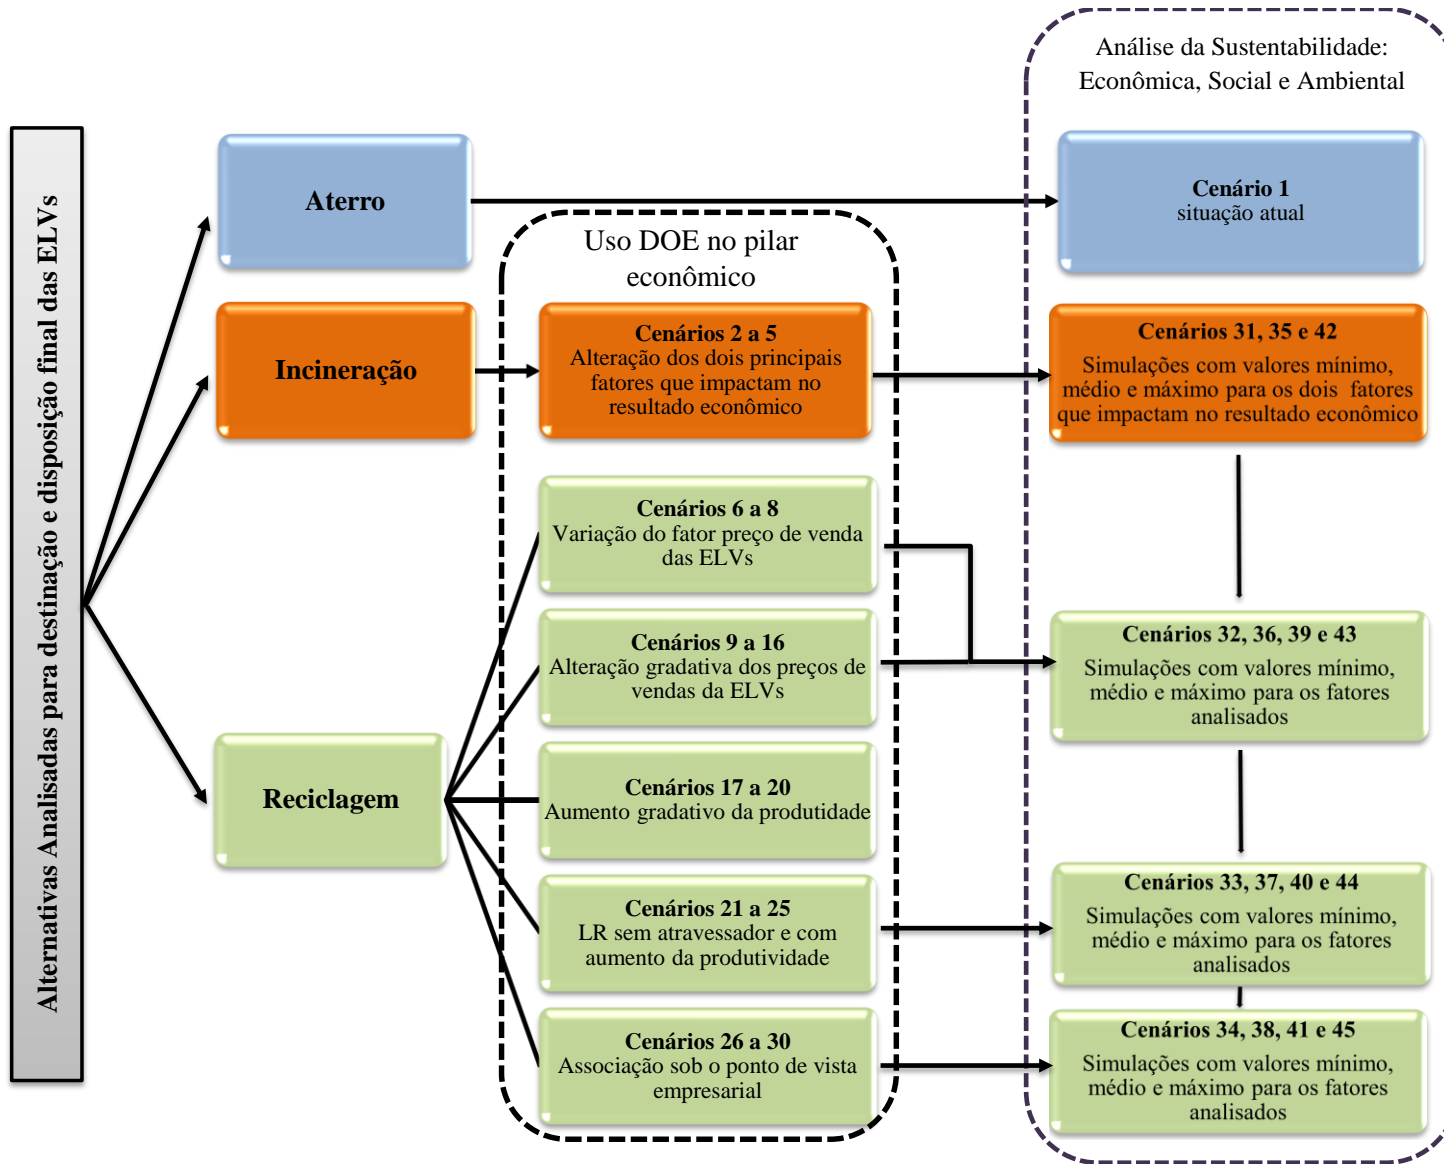 Análise da Sustentabilidade:
Econômica, Social e Ambiental
Alternativas Analisadas para destinação e disposição final das ELVs
Aterro
Cenário 1
situação atual
Uso DOE no pilar
econômico
Incineração
Cenários 2 a 5
Alteração dos dois principais
fatores que impactam no
resultado econômico
Cenários 31, 35 e 42
Simulações com valores mínimo,
médio e máximo para os dois fatores
que impactam no resultado econômico
Cenários 6 a 8
Variação do fator preço de venda
das ELVs
Cenários 9 a 16
Alteração gradativa dos preços de
vendas da ELVs
Cenários 32, 36, 39 e 43
Simulações com valores mínimo,
médio e máximo para os fatores
analisados
Reciclagem
Cenários 17 a 20
Aumento gradativo da produtidade
Cenários 21 a 25
LR sem atravessador e com
aumento da produtividade
Cenários 33, 37, 40 e 44
Simulações com valores mínimo,
médio e máximo para os fatores
analisados
Cenários 26 a 30
Associação sob o ponto de vista
empresarial
Cenários 34, 38, 41 e 45
Simulações com valores mínimo,
médio e máximo para os fatores
analisados